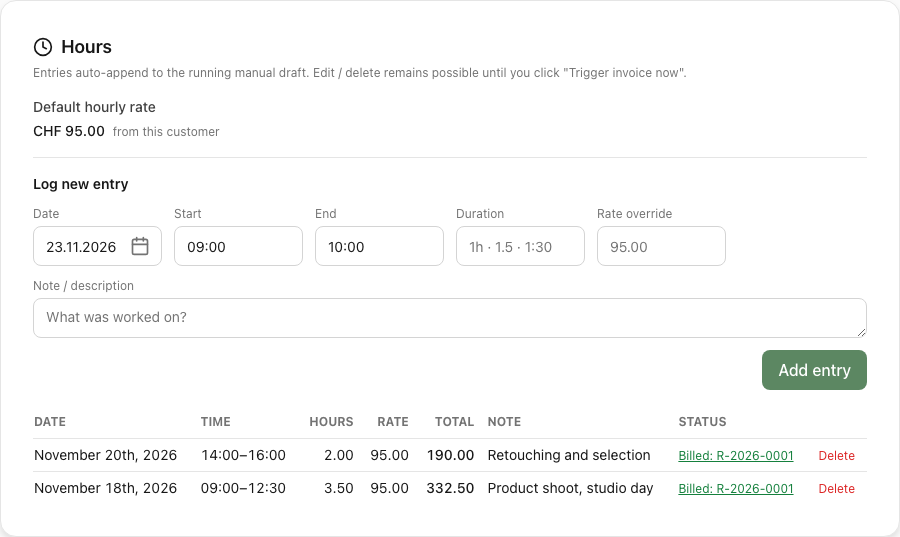 Hours
Entries auto-append to the running manual draft. Edit / delete remains possible until you click "Trigger invoice now".
Default hourly rate
CHF 95.00 from this customer
Log new entry
Date Start End Duration Rate override
23.11.2026 09:00 10:00 1h · 1.5 · 1:30 95.00
Note / description
What was worked on?
Add entry
DATE TIME HOURS RATE TOTAL NOTE STATUS
November 20th, 2026 14:00–16:00 2.00 95.00 190.00 Retouching and selection Billed: R-2026-0001 Delete
November 18th, 2026 09:00–12:30 3.50 95.00 332.50 Product shoot, studio day Billed: R-2026-0001 Delete